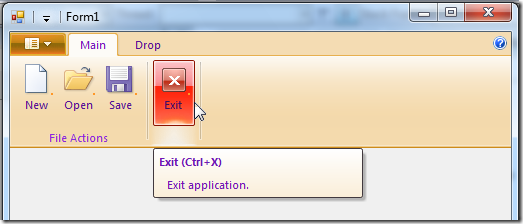 Form1
Main Drop
New Open Save Exit
File Actions
Exit (Ctrl+X)
Exit application.